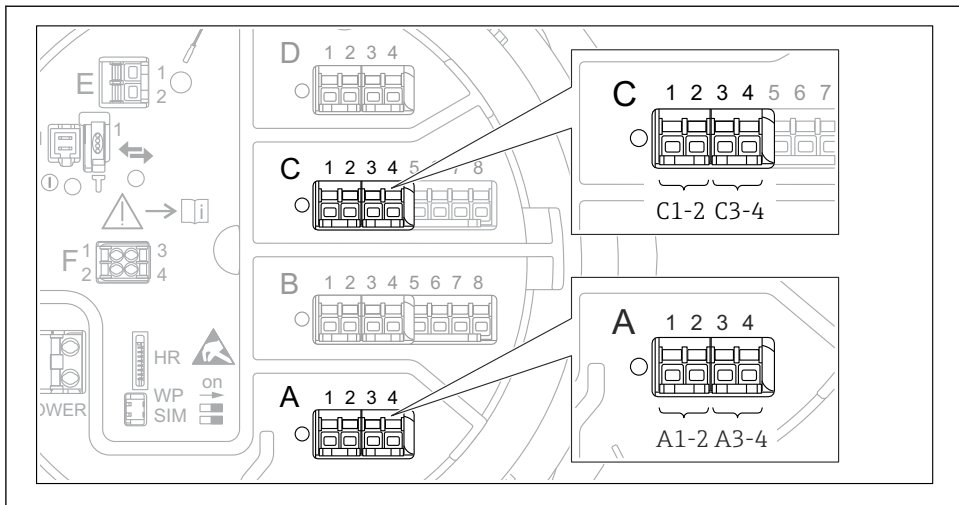 D 1 2 3 4
E 1
2
1
C 1 2 3 4 5 6 7 8
i
F 1 3
2 4
B 1 2 3 4 5 6 7 8
HR
WP on
SIM
OWER
A 1 2 3 4
C 1 2 3 4 5 6 7
C1-2 C3-4
A 1 2 3 4
A1-2 A3-4